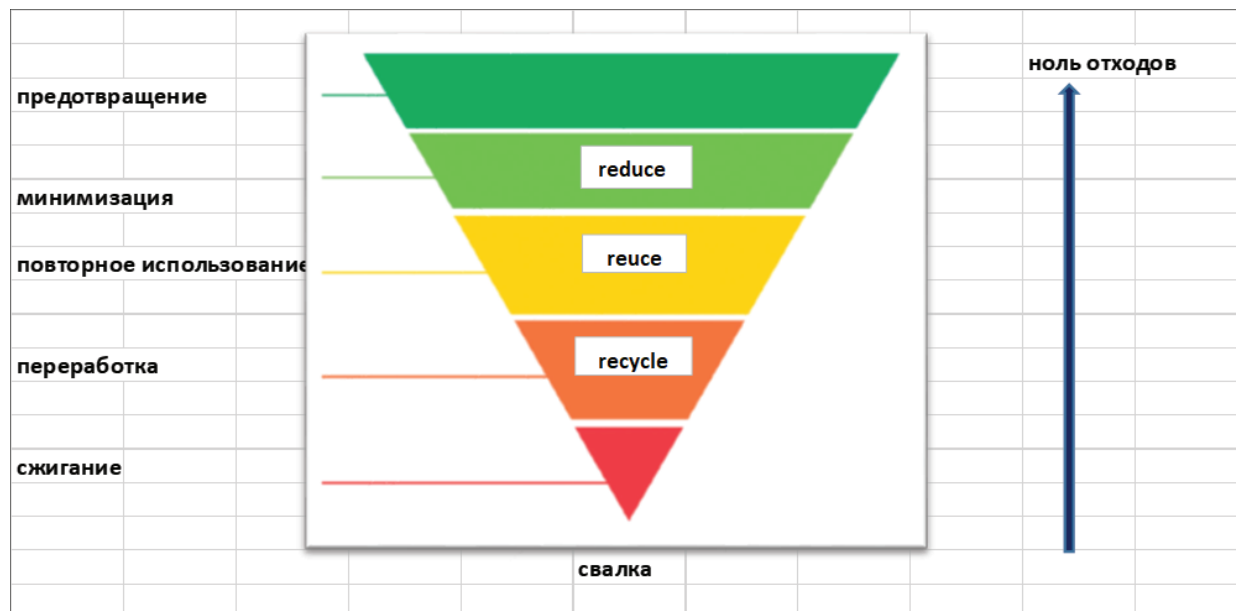 ноль отходов
предотвращение
reduce
минимизация
reuce
повторное использование
recycle
переработка
сжигание
свалка